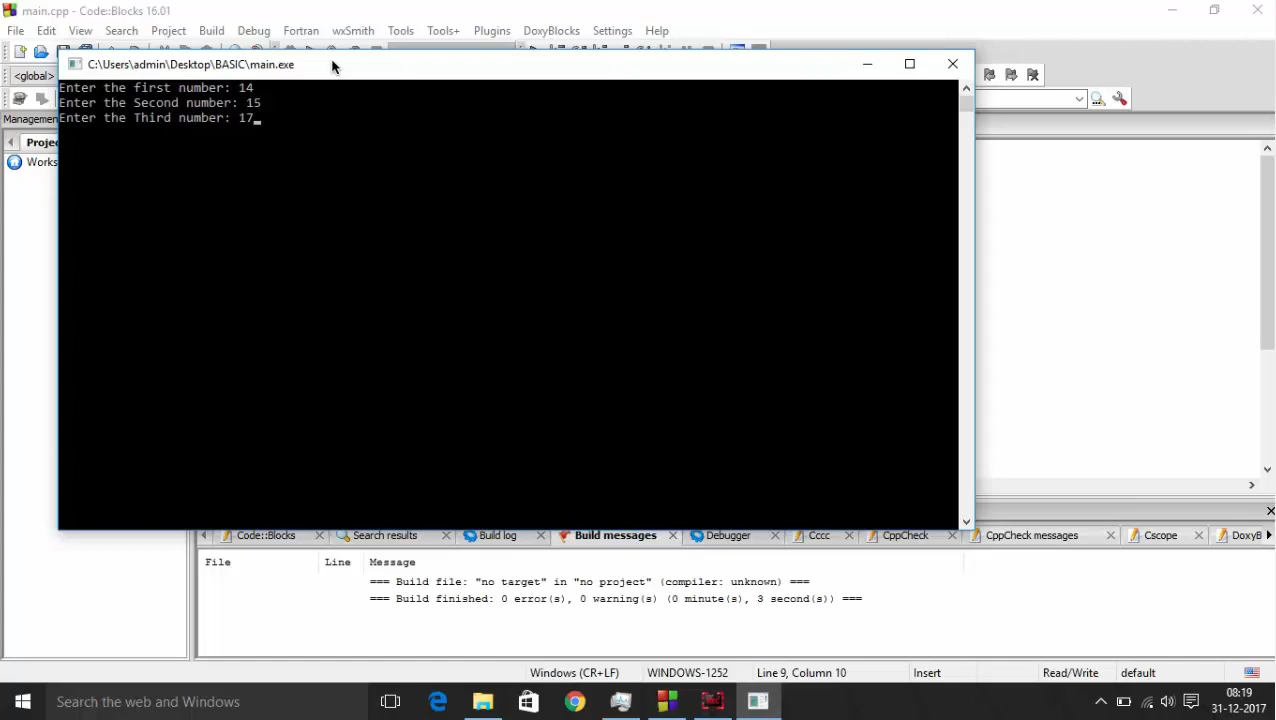 main.cpp - Code::Blocks 16.01
File Edit View Search Project Build Debug Fortran wxSmith Tools Tools+ Plugins DoxyBlocks Settings Help
C:\Users\admin\Desktop\BASIC\main.exe
<global>
Enter the first number: 14
Enter the Second number: 15
Enter the Third number: 17_
Managemen
Projec
Works
Code::Blocks Search results Build log Build messages Debugger Cccc CppCheck CppCheck messages Cscope DoxyB
File Line Message
=== Build file: "no target" in "no project" (compiler: unknown) ===
=== Build finished: 0 error(s), 0 warning(s) (0 minute(s), 3 second(s)) ===
Windows (CR+LF) WINDOWS-1252 Line 9, Column 10 Insert Read/Write default
Search the web and Windows
08:19
31-12-2017